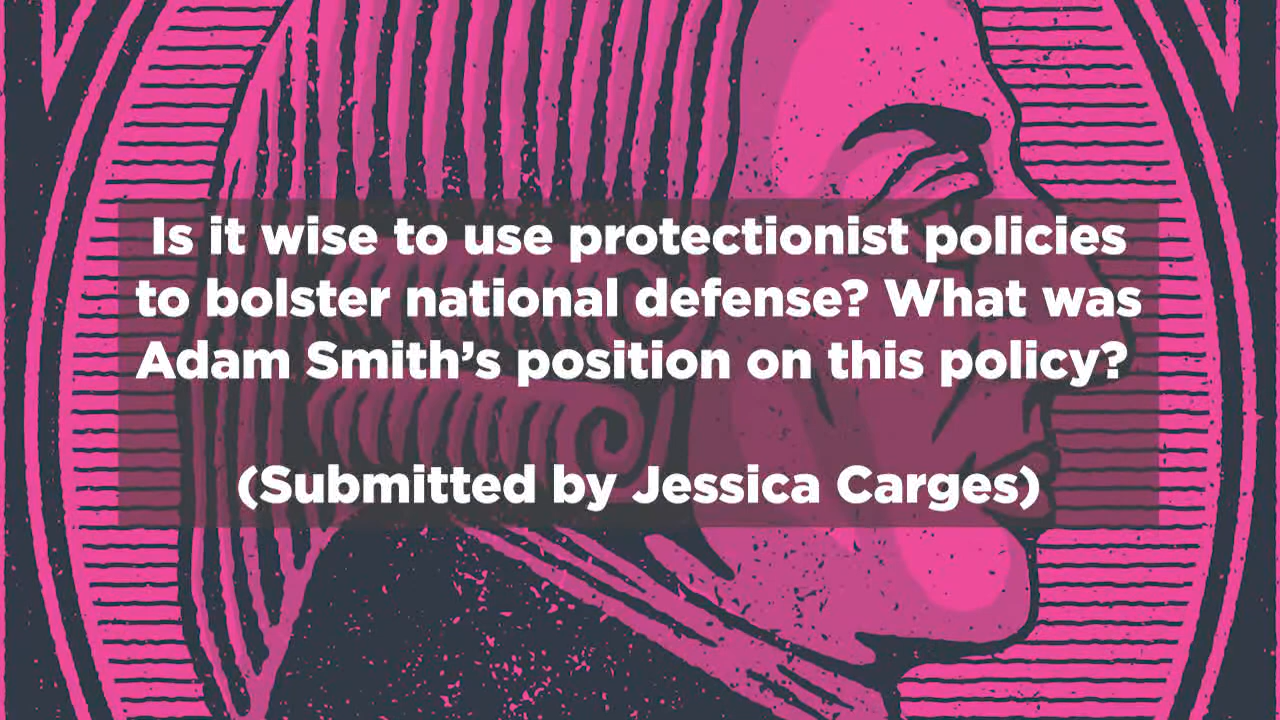 Is it wise to use protectionist policies
to bolster national defense? What was
Adam Smith’s position on this policy?
(Submitted by Jessica Carges)